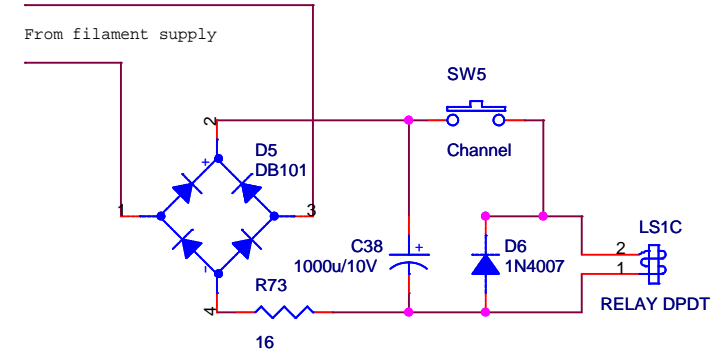 From filament supply
SW5
Channel
2
D5
DB101
+
1
3
-
4
C38
1000u/10V
+
D6
1N4007
LS1C
2
1
RELAY DPDT
R73
16